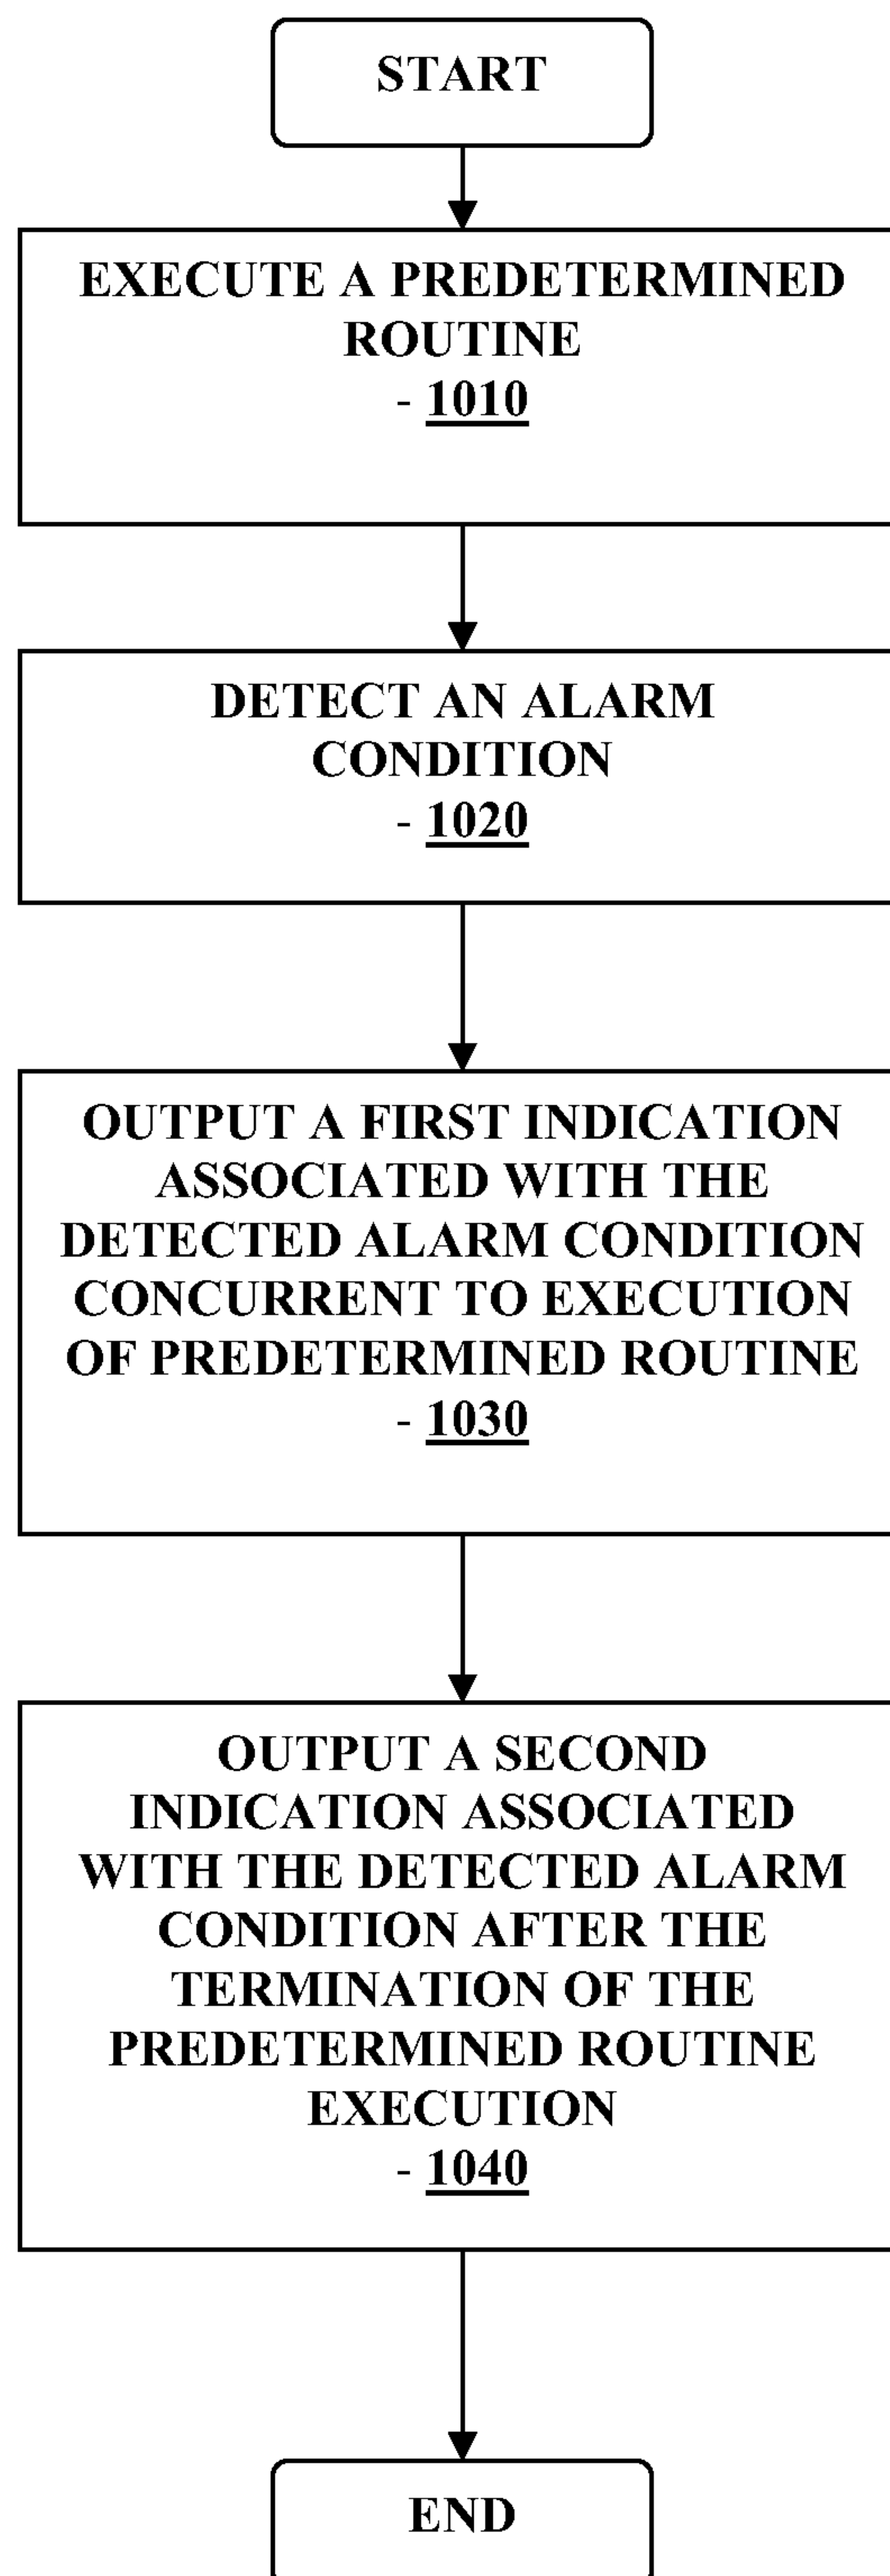 START
EXECUTE A PREDETERMINED
ROUTINE
- 1010
DETECT AN ALARM
CONDITION
- 1020
OUTPUT A FIRST INDICATION
ASSOCIATED WITH THE
DETECTED ALARM CONDITION
CONCURRENT TO EXECUTION
OF PREDETERMINED ROUTINE
- 1030
OUTPUT A SECOND
INDICATION ASSOCIATED
WITH THE DETECTED ALARM
CONDITION AFTER THE
TERMINATION OF THE
PREDETERMINED ROUTINE
EXECUTION
- 1040
END